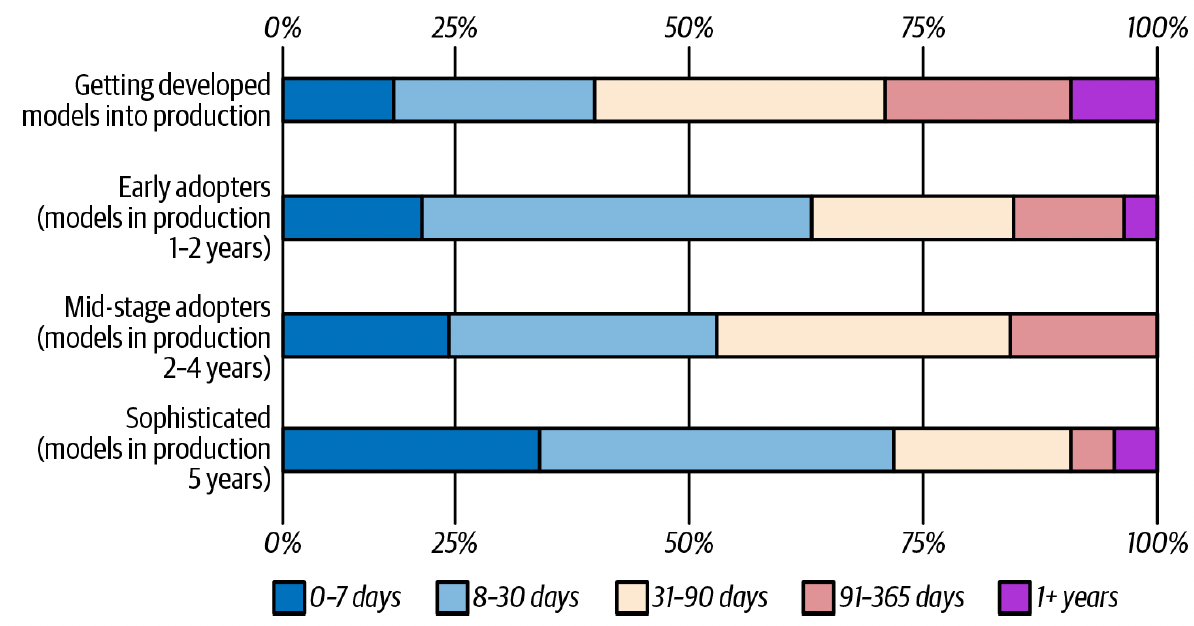 0% 25% 50% 75% 100%
Getting developed
models into production
Early adopters
(models in production
1–2 years)
Mid-stage adopters
(models in production
2–4 years)
Sophisticated
(models in production
5 years)
0% 25% 50% 75% 100%
0–7 days 8–30 days 31–90 days 91–365 days 1+ years